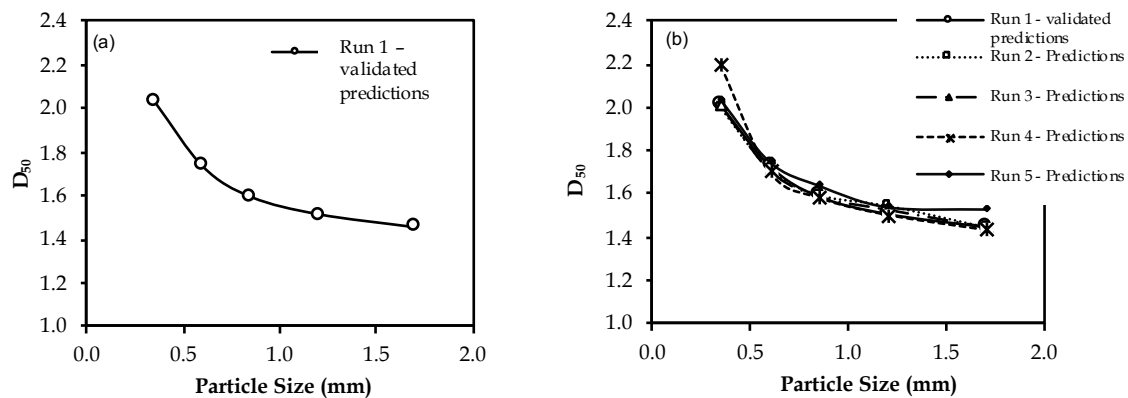 (a)
Run 1 –
validated
predictions
2.4
2.2
2.0
1.8
1.6
1.4
1.2
1.0
D50
0.0
0.5
1.0
1.5
2.0
Particle Size (mm)
(b)
Run 1 - validated
predictions
Run 2 - Predictions
Run 3 - Predictions
Run 4 - Predictions
Run 5 - Predictions
2.4
2.2
2.0
1.8
1.6
1.4
1.2
1.0
D50
0.0
0.5
1.0
1.5
2.0
Particle Size (mm)